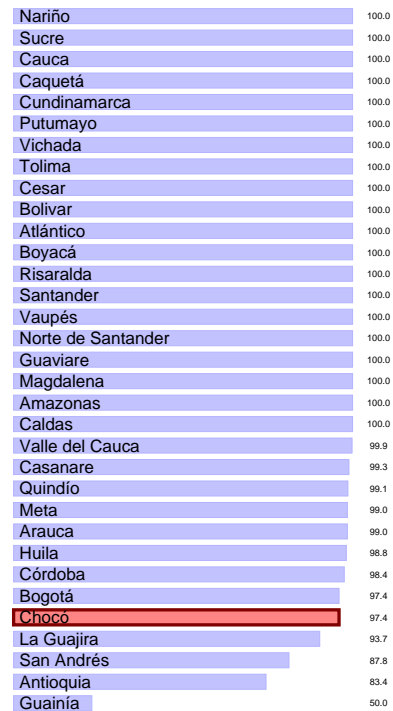 Nariño 100.0
Sucre 100.0
Cauca 100.0
Caquetá 100.0
Cundinamarca 100.0
Putumayo 100.0
Vichada 100.0
Tolima 100.0
Cesar 100.0
Bolivar 100.0
Atlántico 100.0
Boyacá 100.0
Risaralda 100.0
Santander 100.0
Vaupés 100.0
Norte de Santander 100.0
Guaviare 100.0
Magdalena 100.0
Amazonas 100.0
Caldas 100.0
Valle del Cauca 99.9
Casanare 99.3
Quindío 99.1
Meta 99.0
Arauca 99.0
Huila 98.8
Córdoba 98.4
Bogotá 97.4
Chocó 97.4
La Guajira 93.7
San Andrés 87.8
Antioquia 83.4
Guainía 50.0